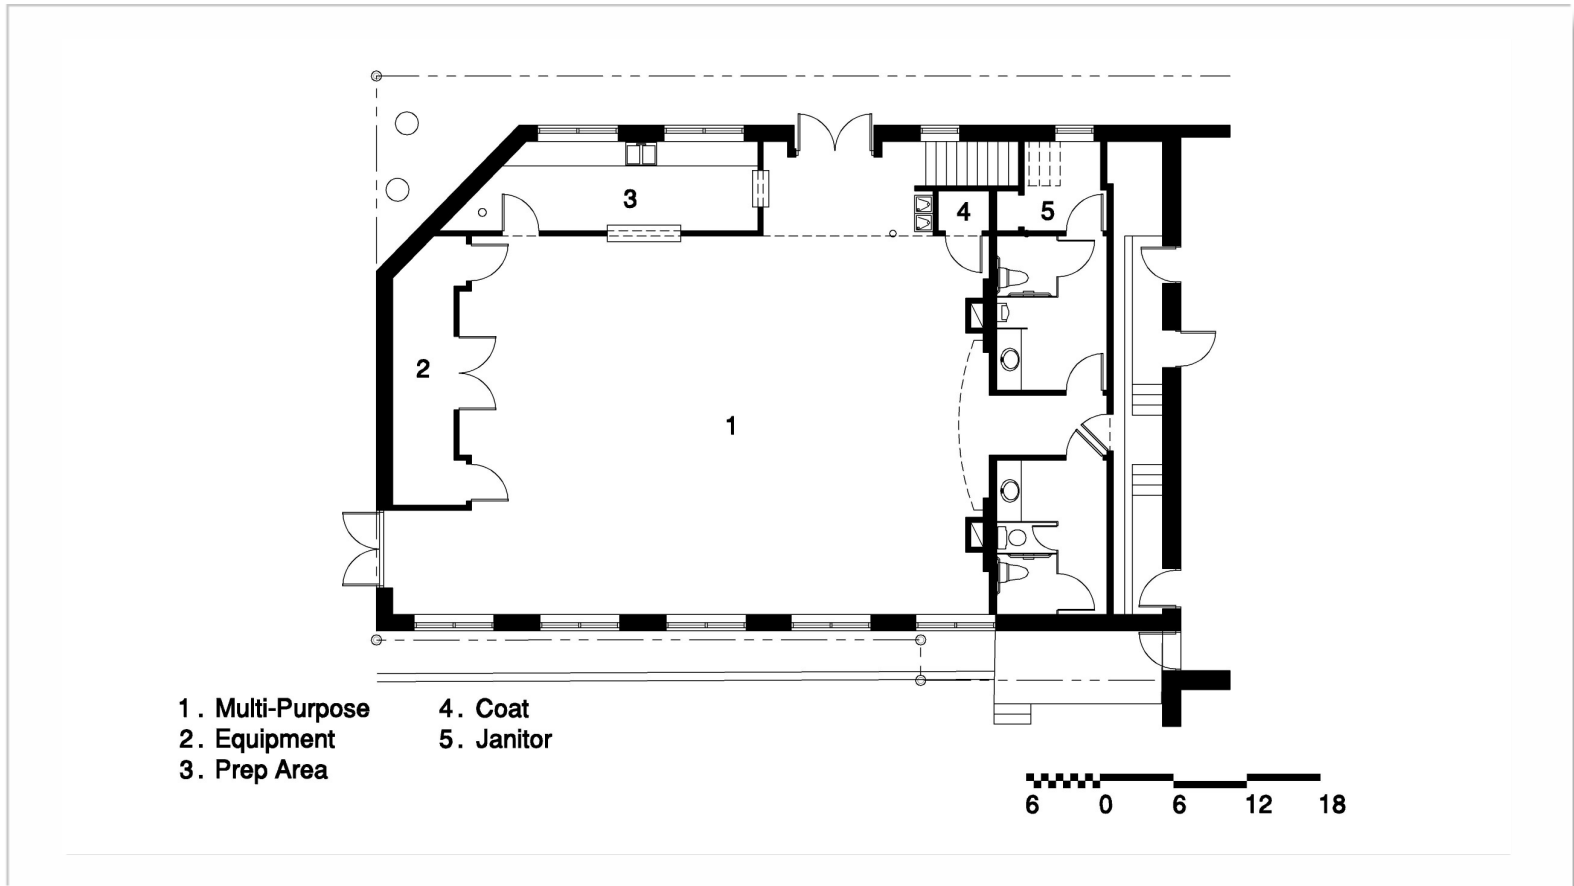 3
4
5
2
1
1. Multi-Purpose
2. Equipment
3. Prep Area
4. Coat
5. Janitor
6 0 6 12 18